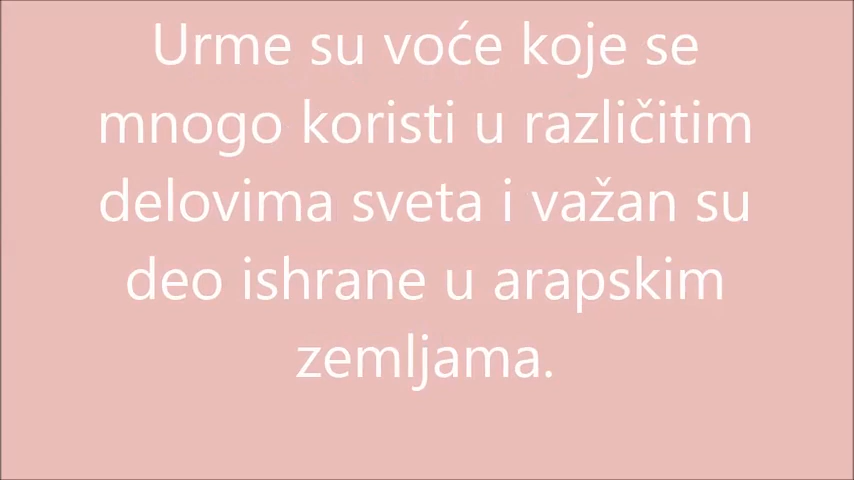 Urme su voće koje se
mnogo koristi u različitim
delovima sveta i važan su
deo ishrane u arapskim
zemljama.